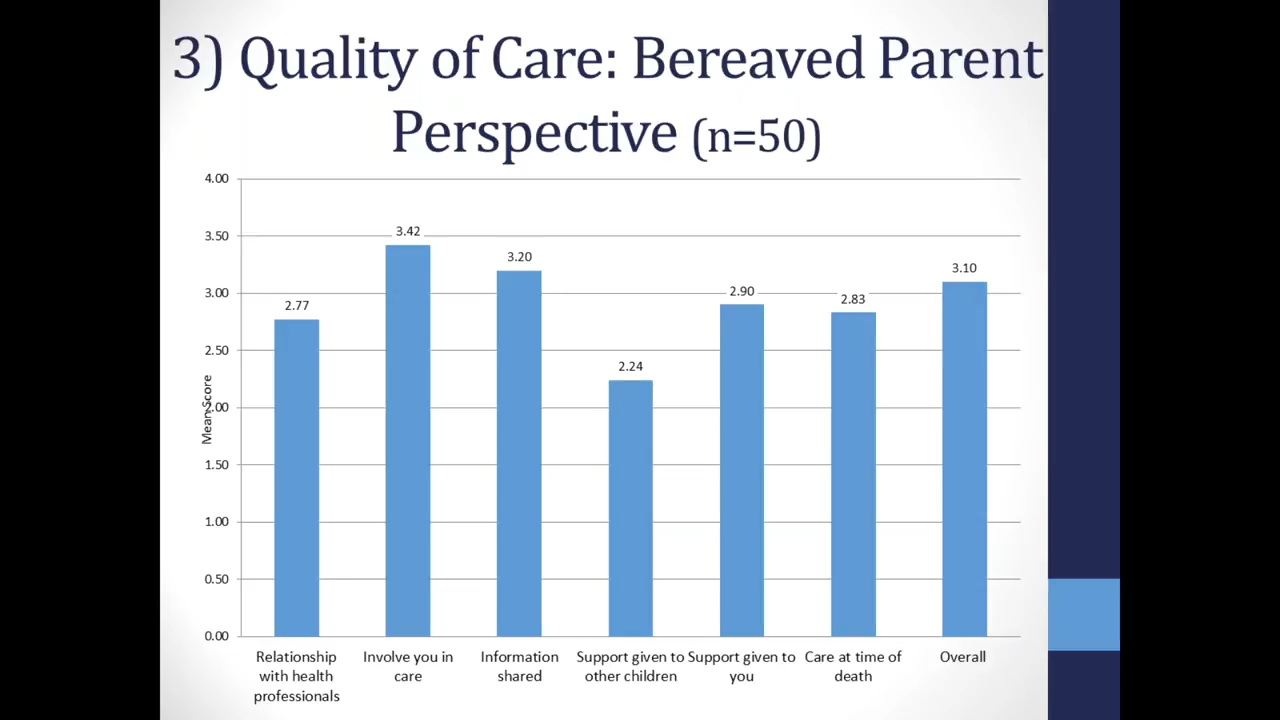 3) Quality of Care: Bereaved Parent
Perspective (n=50)
4.00
3.50
3.00
2.50
2.00
1.50
1.00
0.50
0.00
Mean Score
2.77
3.42
3.20
2.24
2.90
2.83
3.10
Relationship
with health
professionals
Involve you in
care
Information
shared
Support given to
other children
Support given to
you
Care at time of
death
Overall